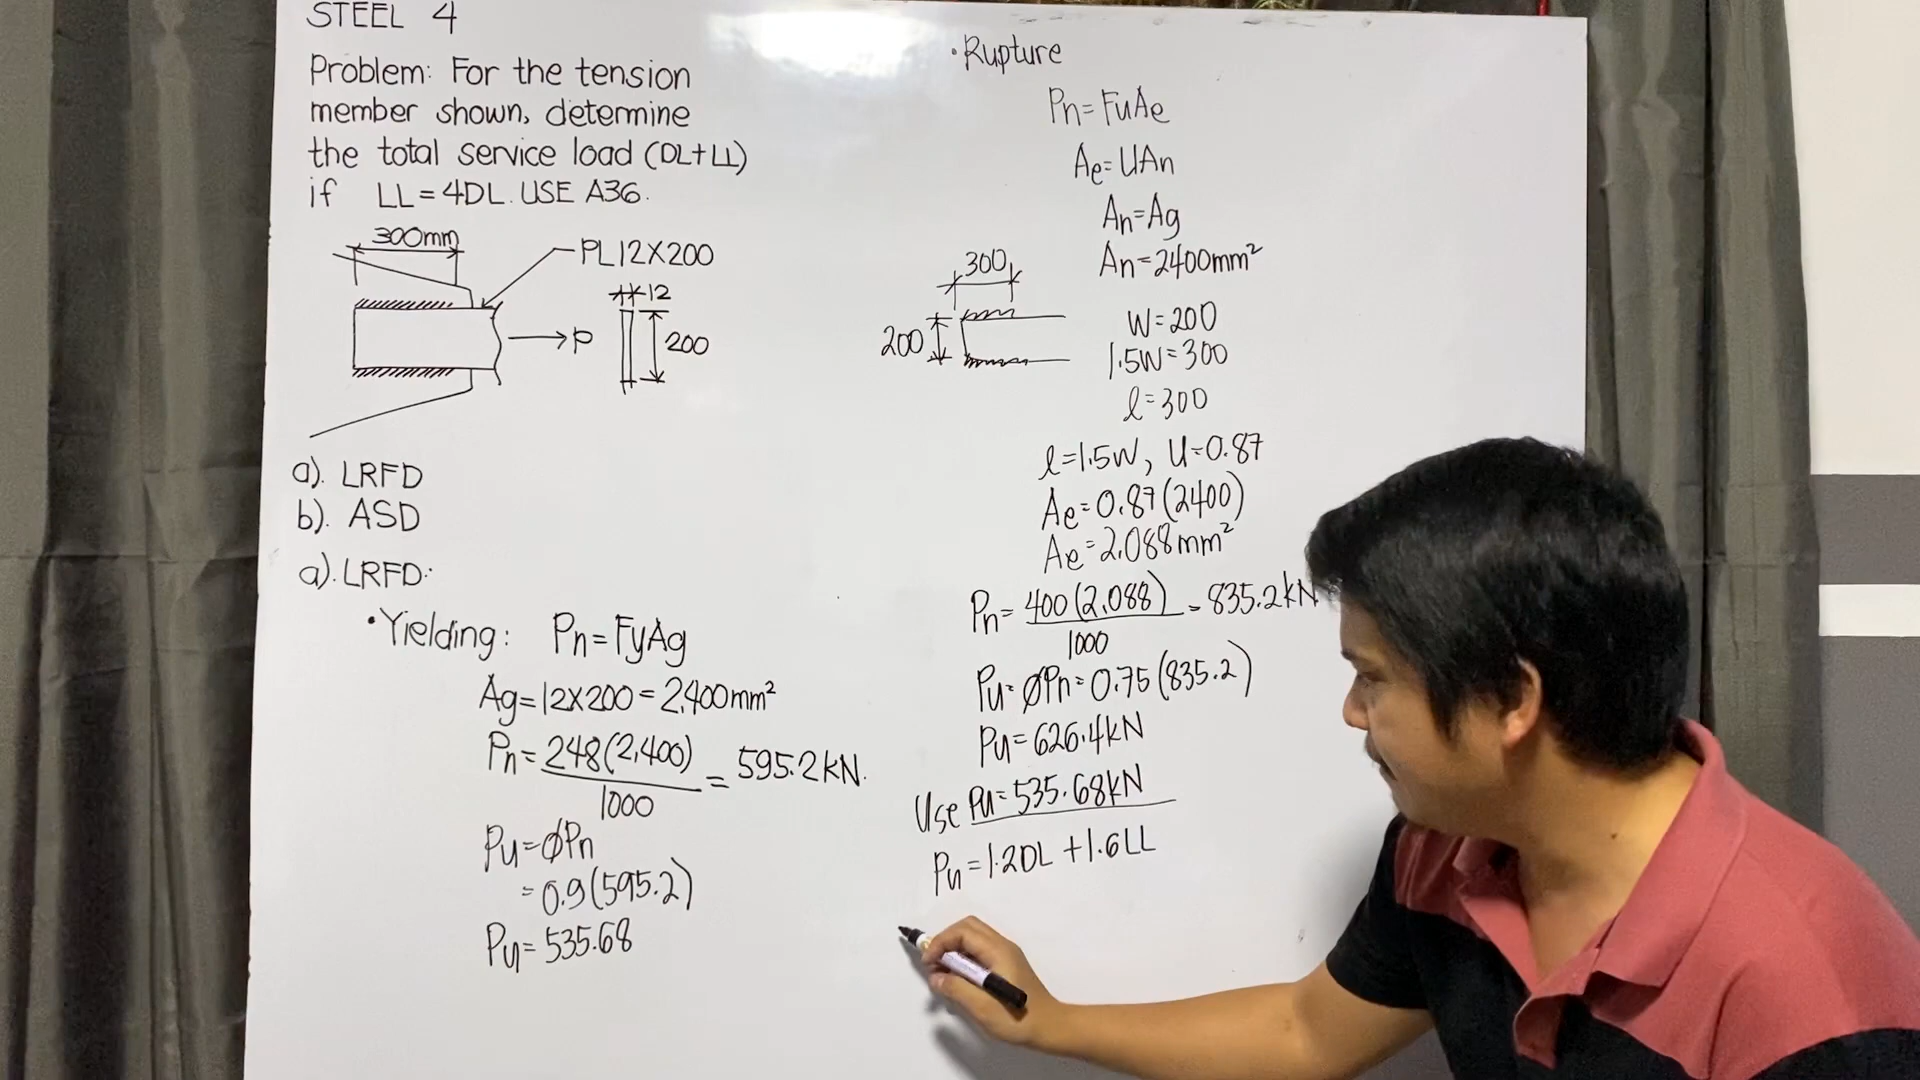 STEEL 4
Problem: For the tension
member shown, determine
the total service load (DL+LL)
if LL=4DL. USE A36.
300mm
PL12X200
12
P
200
a). LRFD
b). ASD
a). LRFD:
•Yielding: Pn=FyAg
Ag=12X200=2,400mm²
Pn=248(2,400)/1000=595.2kN.
Pu=ØPn
=0.9(595.2)
Pu=535.68
•Rupture
Pn=FuAe
Ae=UAn
An=Ag
An=2400mm²
300
200
W=200
1.5W=300
l=300
l=1.5W, U=0.87
Ae=0.87(2400)
Ae=2,088mm²
Pn=400(2,088)/1000=835.2kN
Pu=ØPn=0.75(835.2)
Pu=626.4kN
Use Pu=535.68kN
Pu=1.2DL+1.6LL